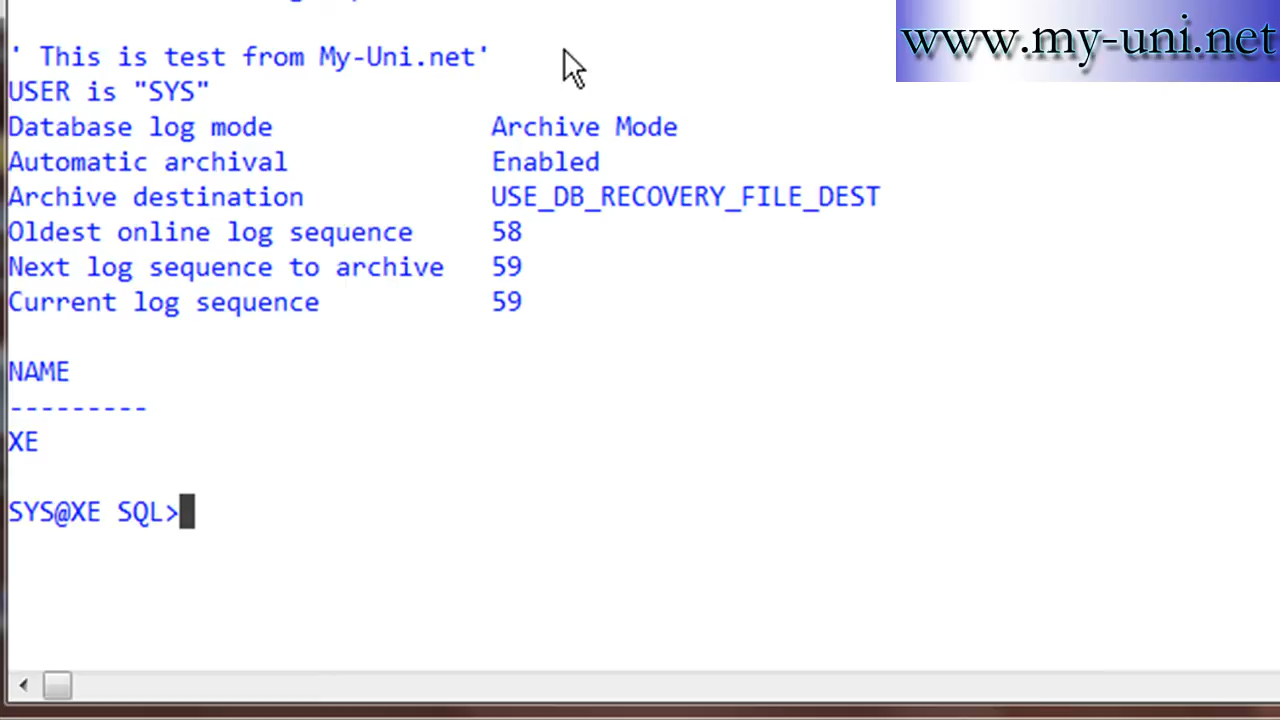 www.my-uni.net
' This is test from My-Uni.net'
USER is "SYS"
Database log mode Archive Mode
Automatic archival Enabled
Archive destination USE_DB_RECOVERY_FILE_DEST
Oldest online log sequence 58
Next log sequence to archive 59
Current log sequence 59
NAME
---------
XE
SYS@XE SQL>